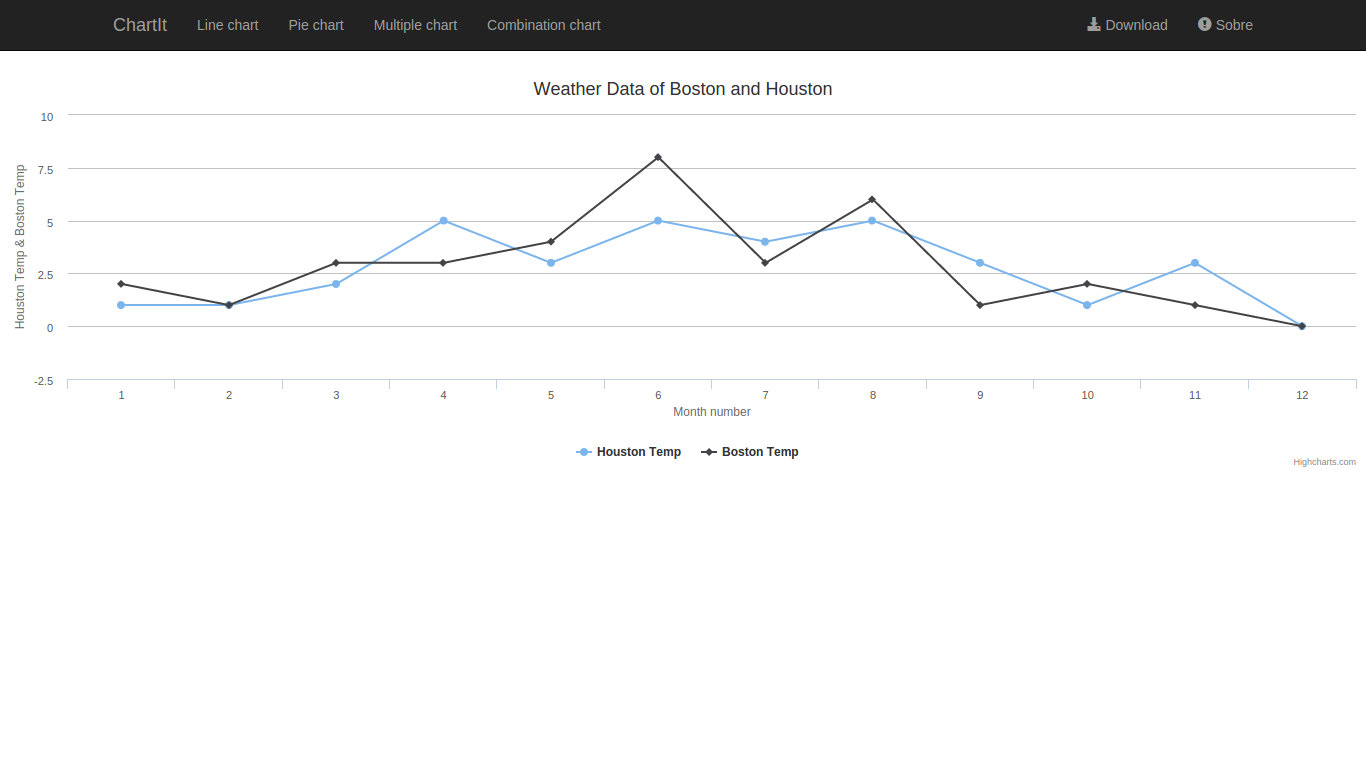 ChartIt Line chart Pie chart Multiple chart Combination chart Download Sobre
Weather Data of Boston and Houston
Houston Temp & Boston Temp
10
7.5
5
2.5
0
-2.5
1 2 3 4 5 6 7 8 9 10 11 12
Month number
Houston Temp Boston Temp
Highcharts.com